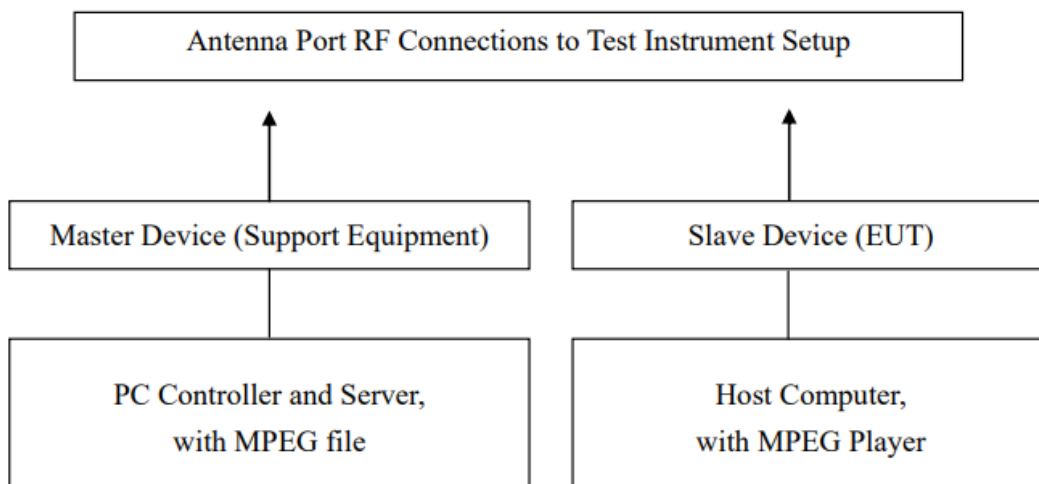 Antenna Port RF Connections to Test Instrument Setup
Master Device (Support Equipment)
Slave Device (EUT)
PC Controller and Server,
with MPEG file
Host Computer,
with MPEG Player